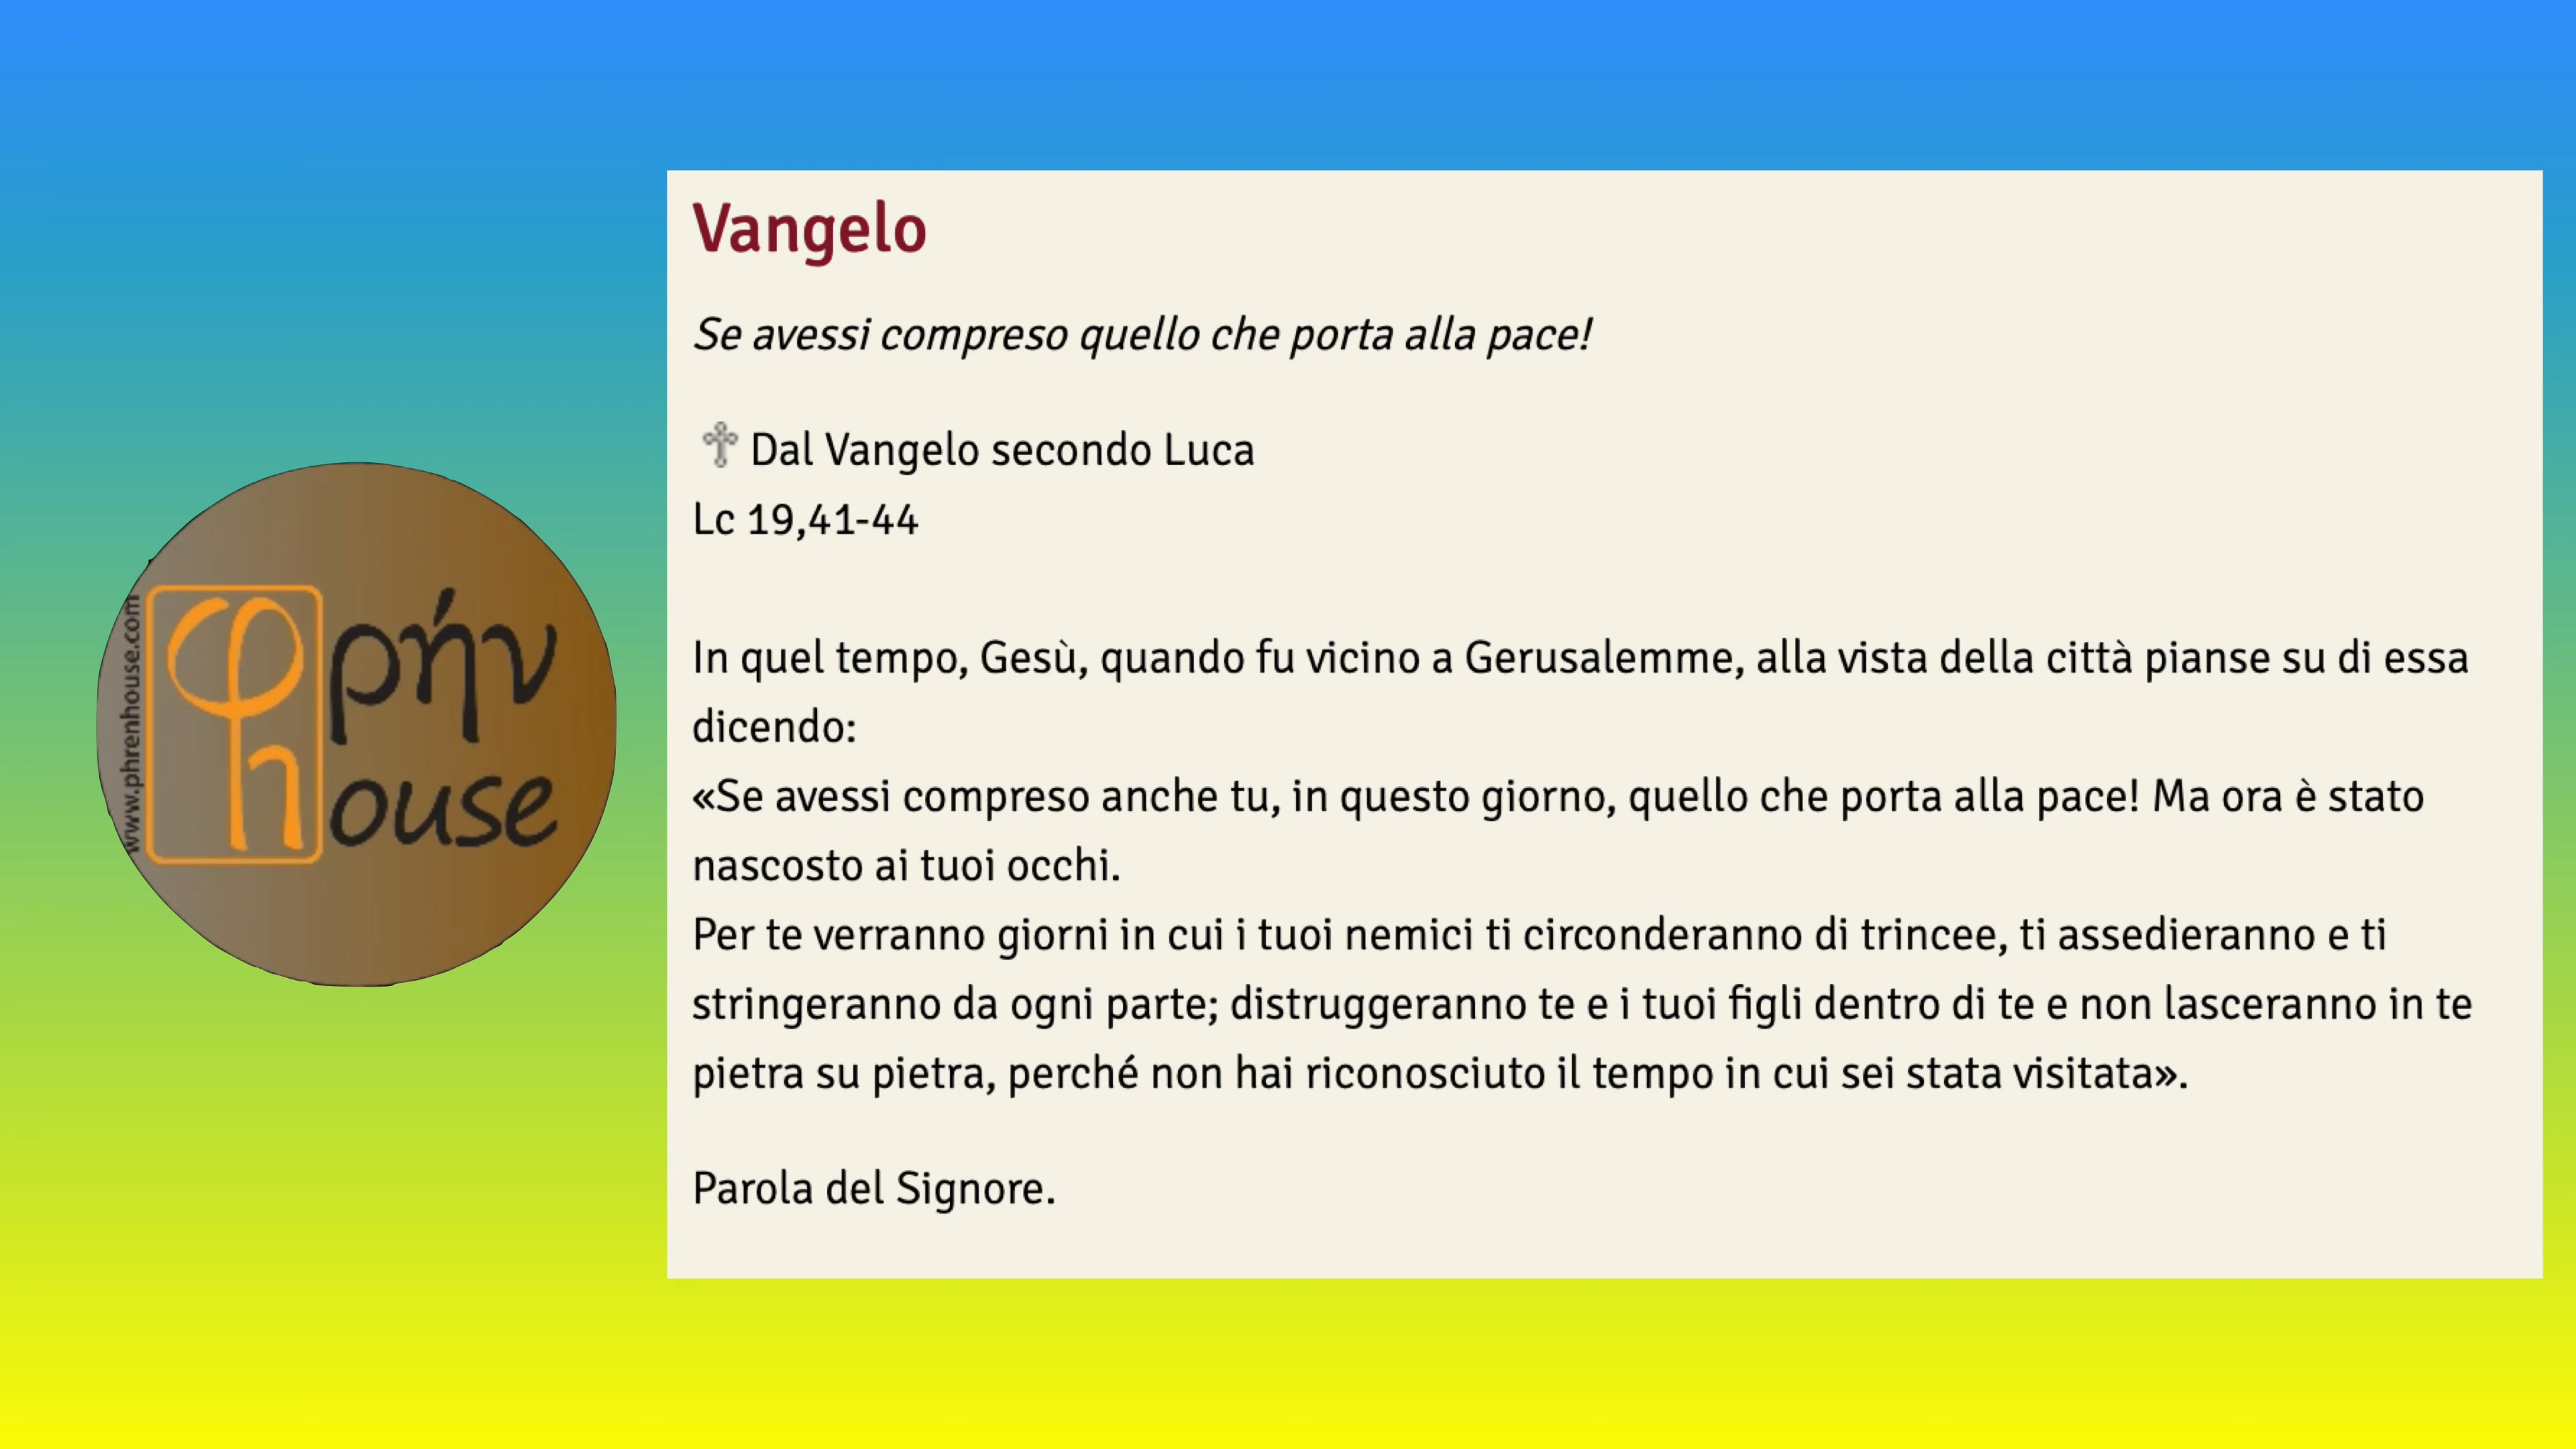 www.phrenhouse.com
φρήν
house
Vangelo
Se avessi compreso quello che porta alla pace!
Dal Vangelo secondo Luca
Lc 19,41-44
In quel tempo, Gesù, quando fu vicino a Gerusalemme, alla vista della città pianse su di essa
dicendo:
«Se avessi compreso anche tu, in questo giorno, quello che porta alla pace! Ma ora è stato
nascosto ai tuoi occhi.
Per te verranno giorni in cui i tuoi nemici ti circonderanno di trincee, ti assedieranno e ti
stringeranno da ogni parte; distruggeranno te e i tuoi figli dentro di te e non lasceranno in te
pietra su pietra, perché non hai riconosciuto il tempo in cui sei stata visitata».
Parola del Signore.